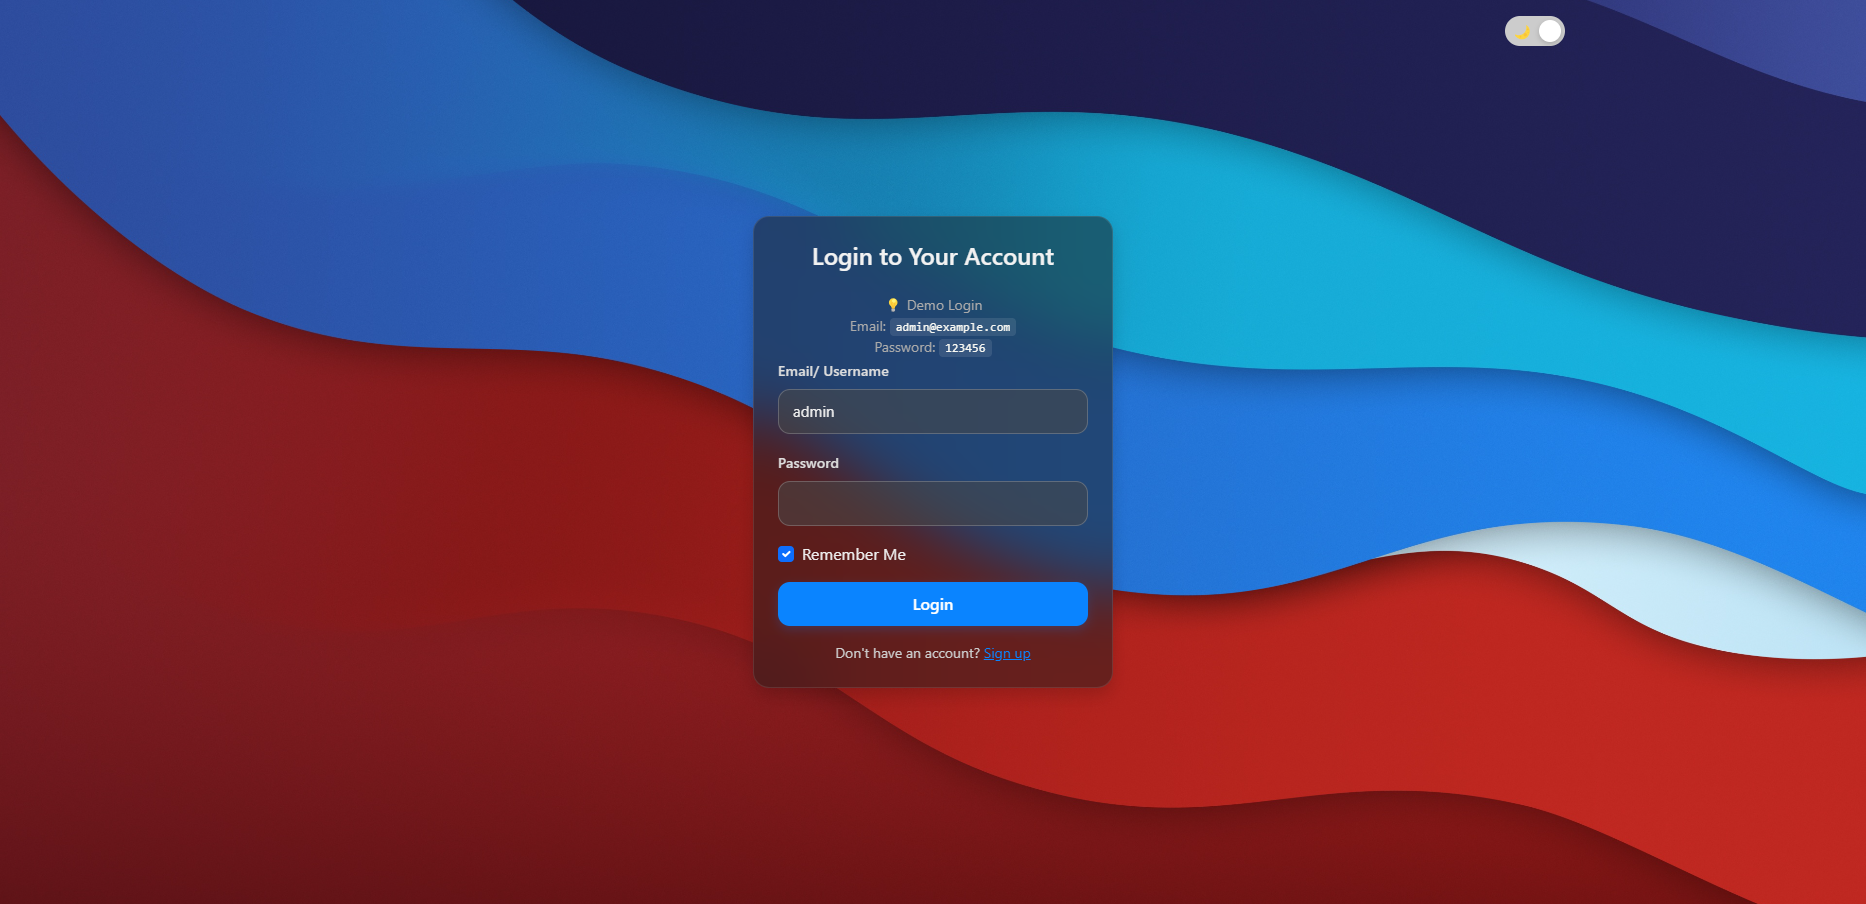 Login to Your Account
💡 Demo Login
Email: admin@example.com
Password: 123456
Email/ Username
admin
Password
Remember Me
Login
Don't have an account? Sign up